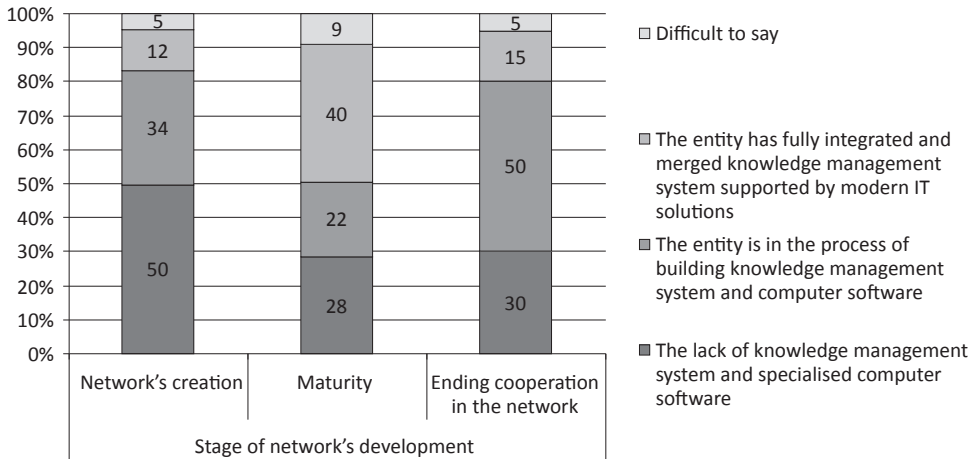 100%
90%
80%
70%
60%
50%
40%
30%
20%
10%
0%
5
12
34
50
9
40
22
28
5
15
50
30
Network’s creation
Maturity
Ending cooperation
in the network
Stage of network’s development
Difficult to say
The entity has fully integrated and
merged knowledge management
system supported by modern IT
solutions
The entity is in the process of
building knowledge management
system and computer software
The lack of knowledge management
system and specialised computer
software